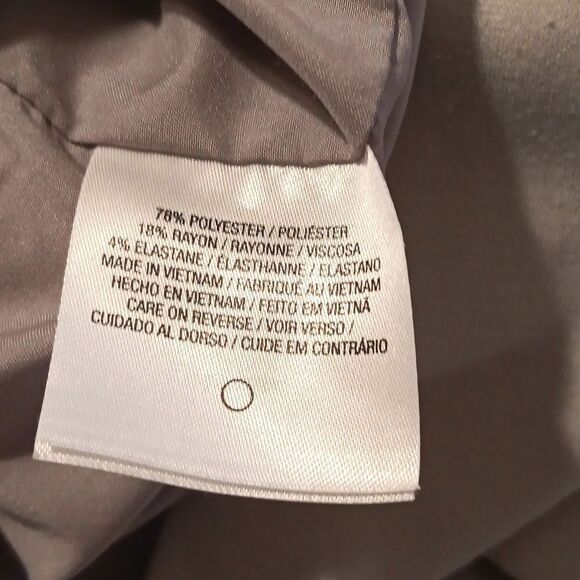 78% POLYESTER / POLIÉSTER
18% RAYON / RAYONNE / VISCOSA
4% ELASTANE / ÉLASTHANNE / ELASTANO
MADE IN VIETNAM / FABRIQUÉ AU VIETNAM
HECHO EN VIETNAM / FEITO EM VIETNÃ
CARE ON REVERSE / VOIR VERSO /
CUIDADO AL DORSO / CUIDE EM CONTRÁRIO